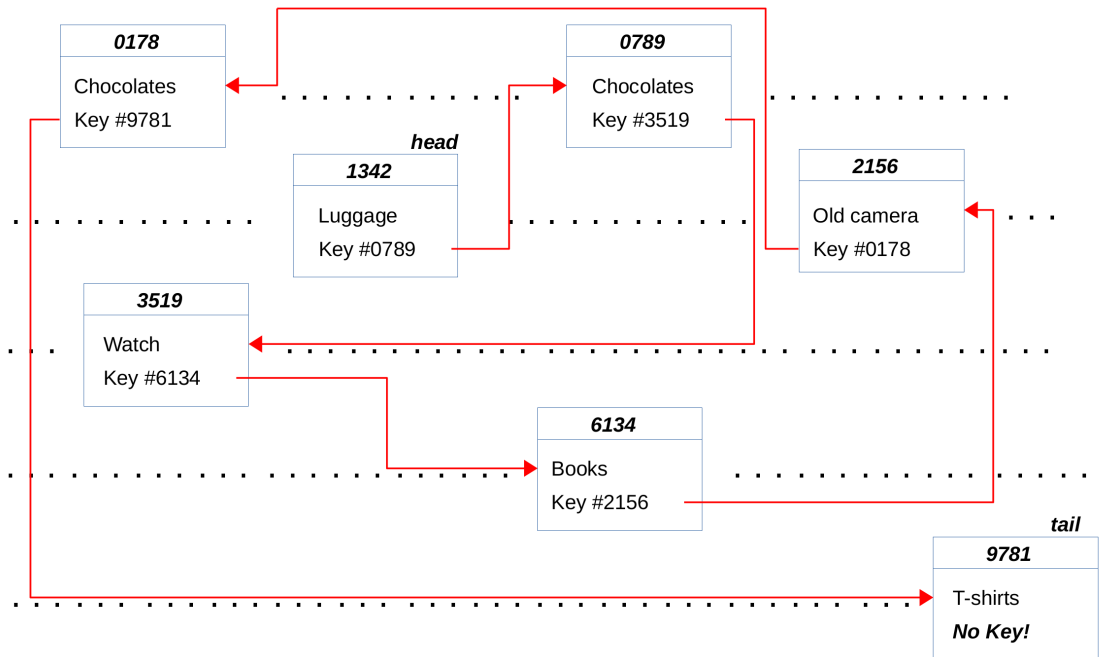 0178
Chocolates
Key #9781
0789
Chocolates
Key #3519
head
1342
Luggage
Key #0789
2156
Old camera
Key #0178
3519
Watch
Key #6134
6134
Books
Key #2156
tail
9781
T-shirts
No Key!